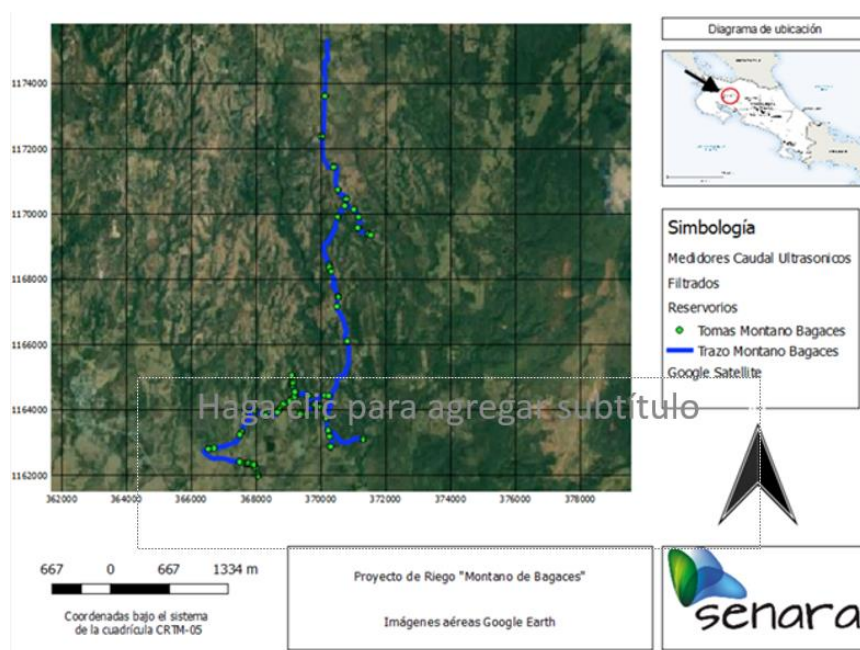 Diagrama de ubicación
1174000
1172000
1170000
1168000
1166000
1164000
1162000
362000 364000 366000 368000 370000 372000 374000 376000 378000
Simbología
Medidores Caudal Ultrasonicos
Filtrados
Reservorios
Tomas Montano Bagaces
Trazo Montano Bagaces
Google Satellite
Haga clic para agregar subtítulo
667 0 667 1334 m
Coordenadas bajo el sistema
de la cuadrícula CRTM-05
Proyecto de Riego "Montano de Bagaces"
Imágenes aéreas Google Earth
senara